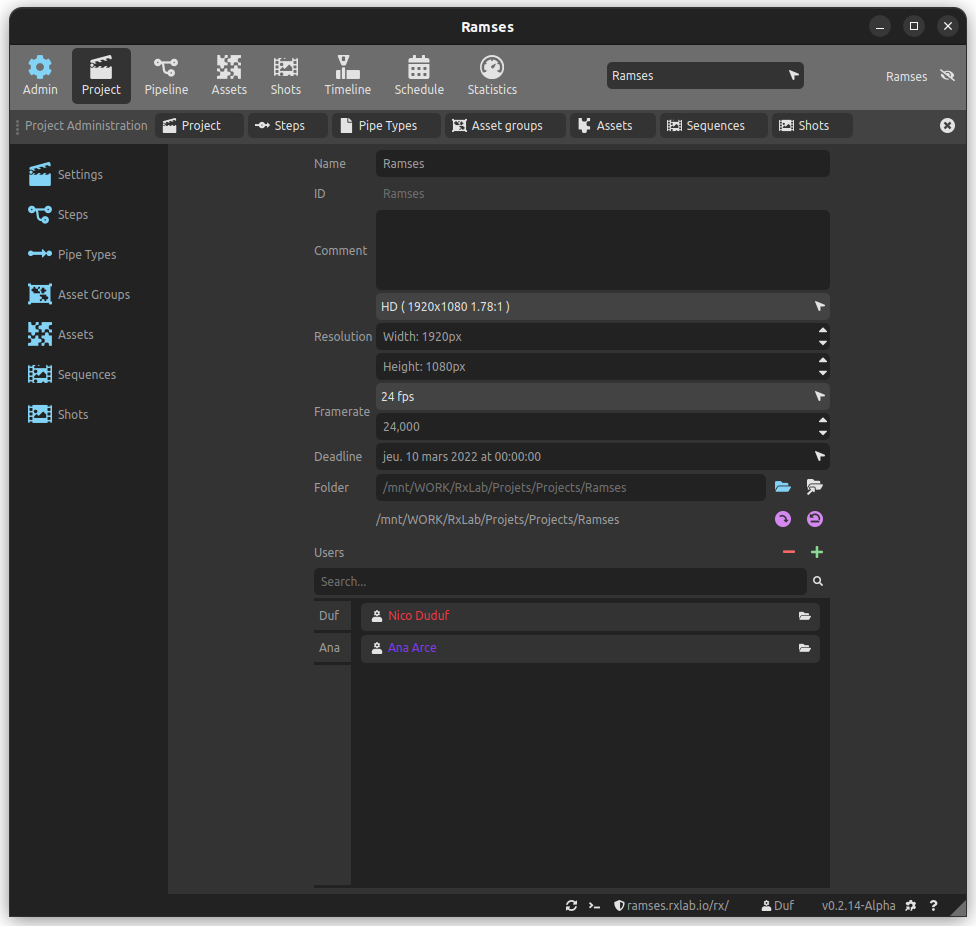 Ramses
Admin
Project
Pipeline
Assets
Shots
Timeline
Schedule
Statistics
Ramses
Ramses
Project Administration
Project
Steps
Pipe Types
Asset groups
Assets
Sequences
Shots
Settings
Steps
Pipe Types
Asset Groups
Assets
Sequences
Shots
Name
Ramses
ID
Ramses
Comment
HD ( 1920x1080 1.78:1 )
Resolution
Width: 1920px
Height: 1080px
24 fps
Framerate
24,000
Deadline
jeu. 10 mars 2022 at 00:00:00
Folder
/mnt/WORK/RxLab/Projets/Projects/Ramses
/mnt/WORK/RxLab/Projets/Projects/Ramses
Users
Search...
Duf
Nico Duduf
Ana
Ana Arce
ramses.rxlab.io/rx/
Duf
v0.2.14-Alpha